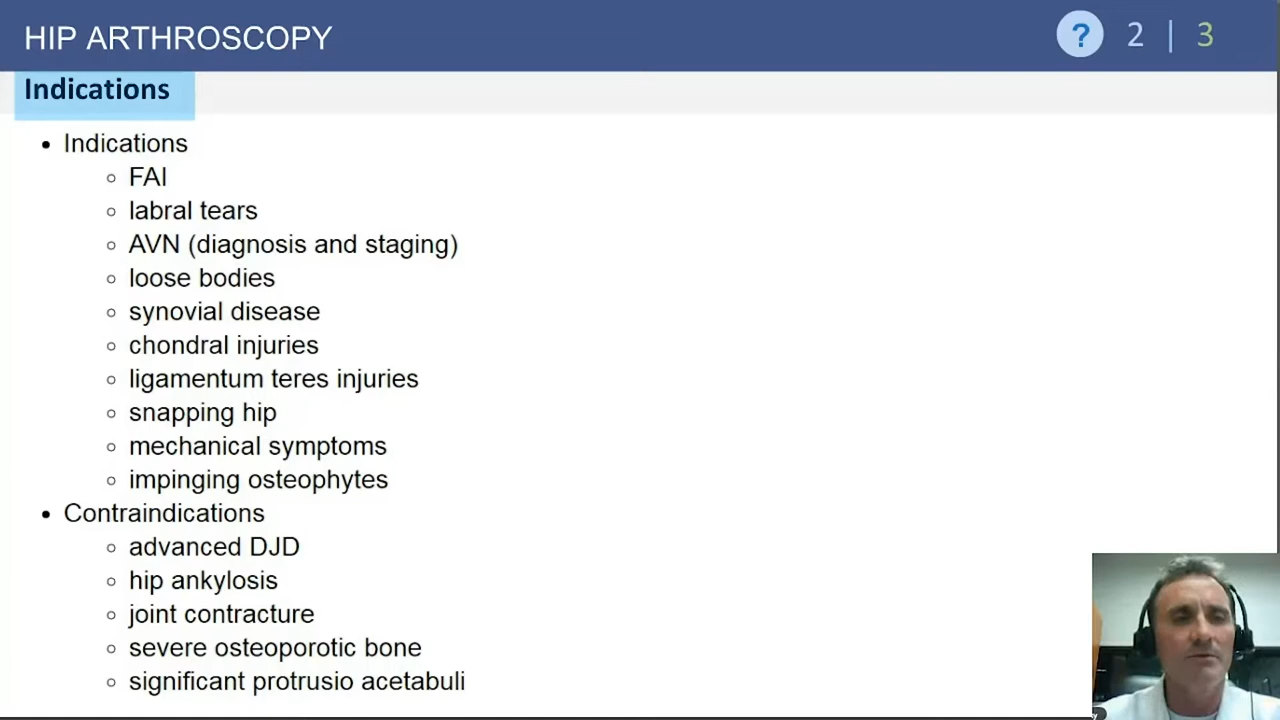 HIP ARTHROSCOPY
? 2 | 3
Indications
• Indications
○ FAI
○ labral tears
○ AVN (diagnosis and staging)
○ loose bodies
○ synovial disease
○ chondral injuries
○ ligamentum teres injuries
○ snapping hip
○ mechanical symptoms
○ impinging osteophytes
• Contraindications
○ advanced DJD
○ hip ankylosis
○ joint contracture
○ severe osteoporotic bone
○ significant protrusio acetabuli